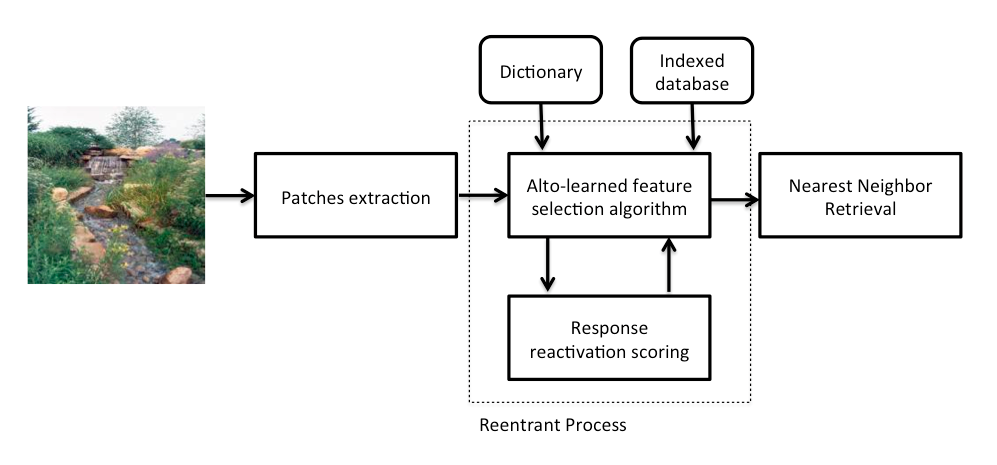 Dictionary
Indexed
database
Patches extraction
Alto-learned feature
selection algorithm
Nearest Neighbor
Retrieval
Response
reactivation scoring
Reentrant Process